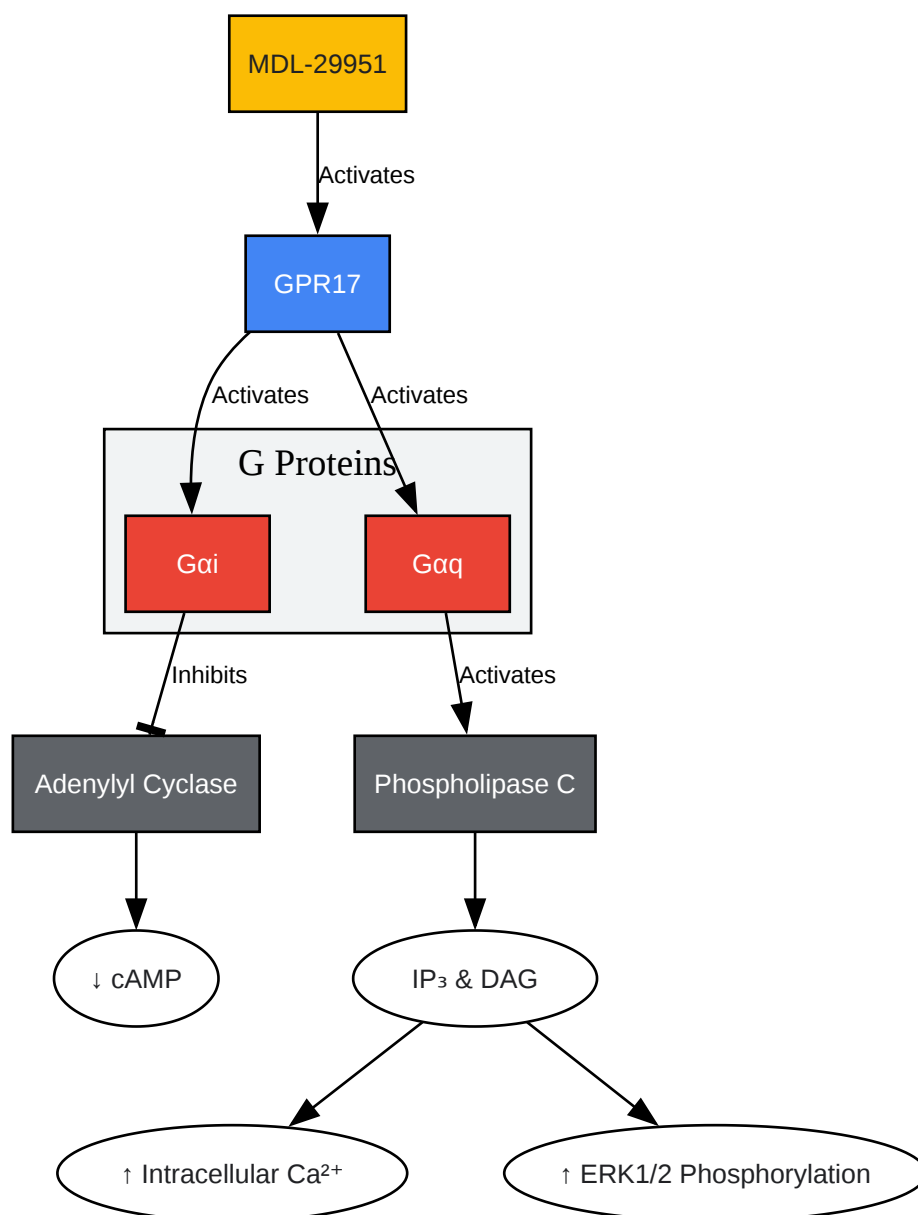 MDL-29951
Activates
GPR17
Activates
Activates
G Proteins
Gαi
Gαq
Inhibits
Activates
Adenylyl Cyclase
Phospholipase C
↓ cAMP
IP₃ & DAG
↑ Intracellular Ca²⁺
↑ ERK1/2 Phosphorylation